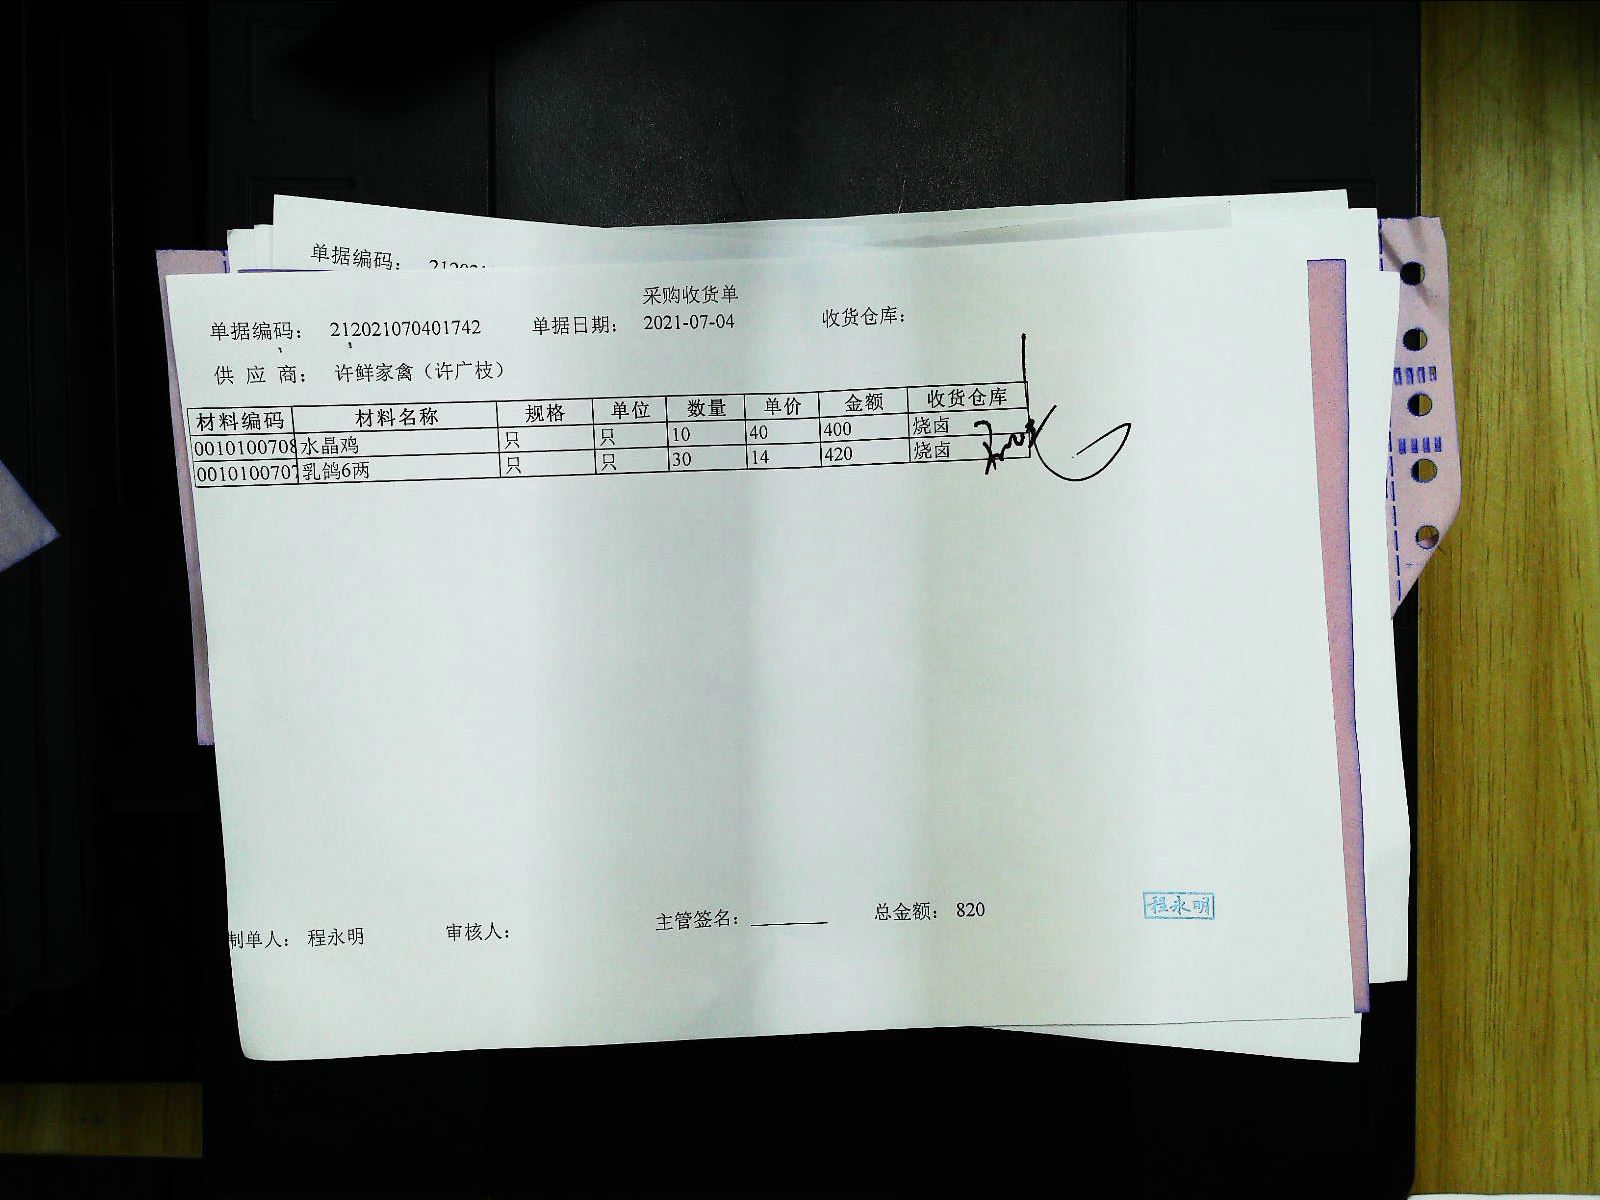 单据编码：
采购收货单
单据编码： 212021070401742 单据日期： 2021-07-04 收货仓库：
供 应 商： 许鲜家禽（许广枝）
材料编码 材料名称 规格 单位 数量 单价 金额 收货仓库
0010100708 水晶鸡 只 只 10 40 400 烧卤
0010100707 乳鸽6两 只 只 30 14 420 烧卤
制单人： 程永明 审核人： 主管签名： 总金额： 820
程永明